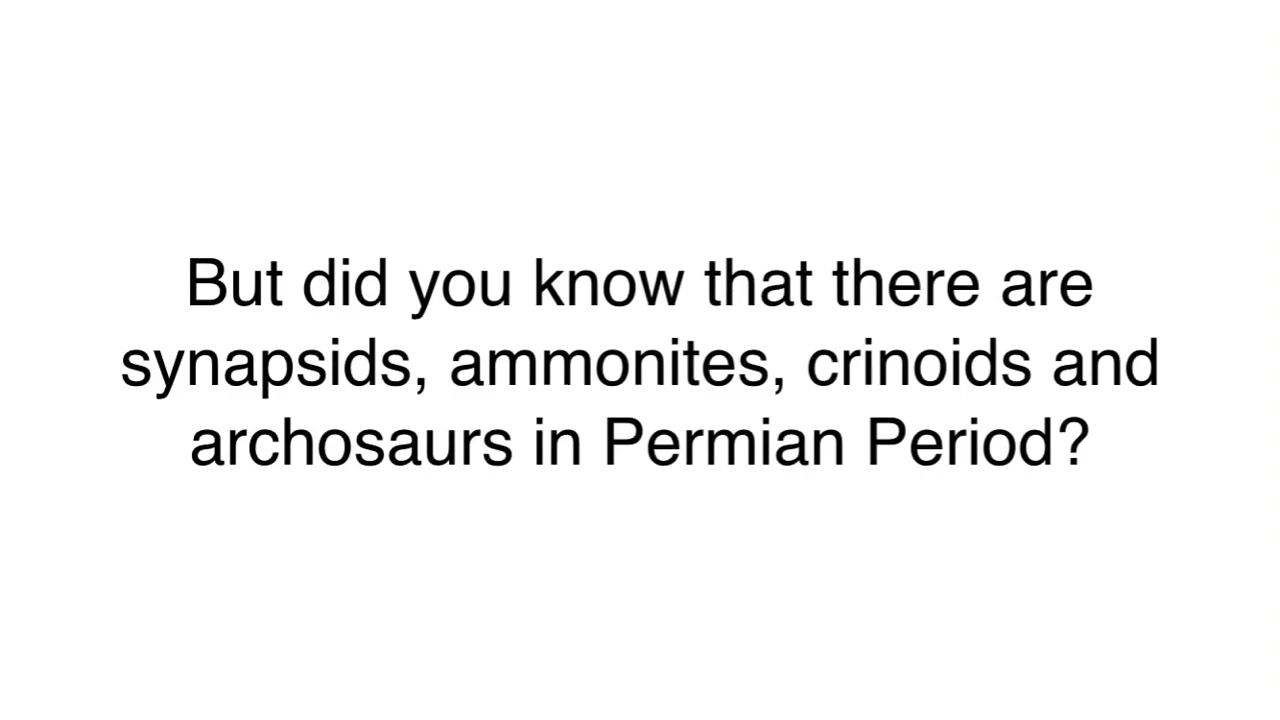 But did you know that there are
synapsids, ammonites, crinoids and
archosaurs in Permian Period?